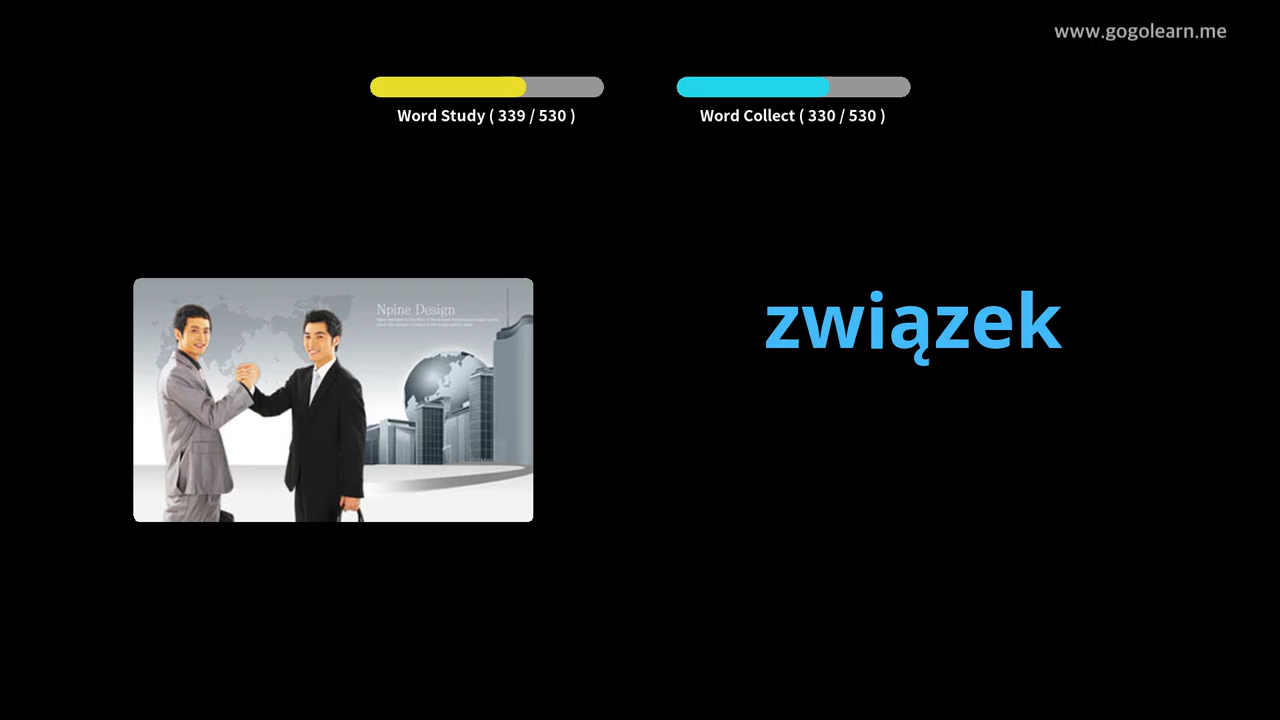 www.gogolearn.me
Word Study ( 339 / 530 )
Word Collect ( 330 / 530 )
Npine Design
związek